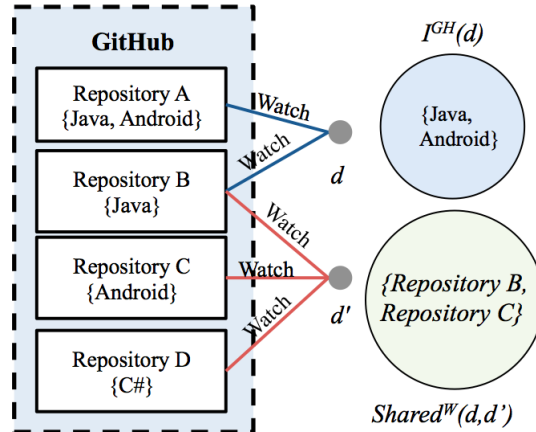 GitHub
Repository A
{Java, Android}
Repository B
{Java}
Repository C
{Android}
Repository D
{C#}
Watch
Watch
Watch
Watch
Watch
d
d'
I^GH(d)
{Java,
Android}
{Repository B,
Repository C}
Shared^W(d,d’)